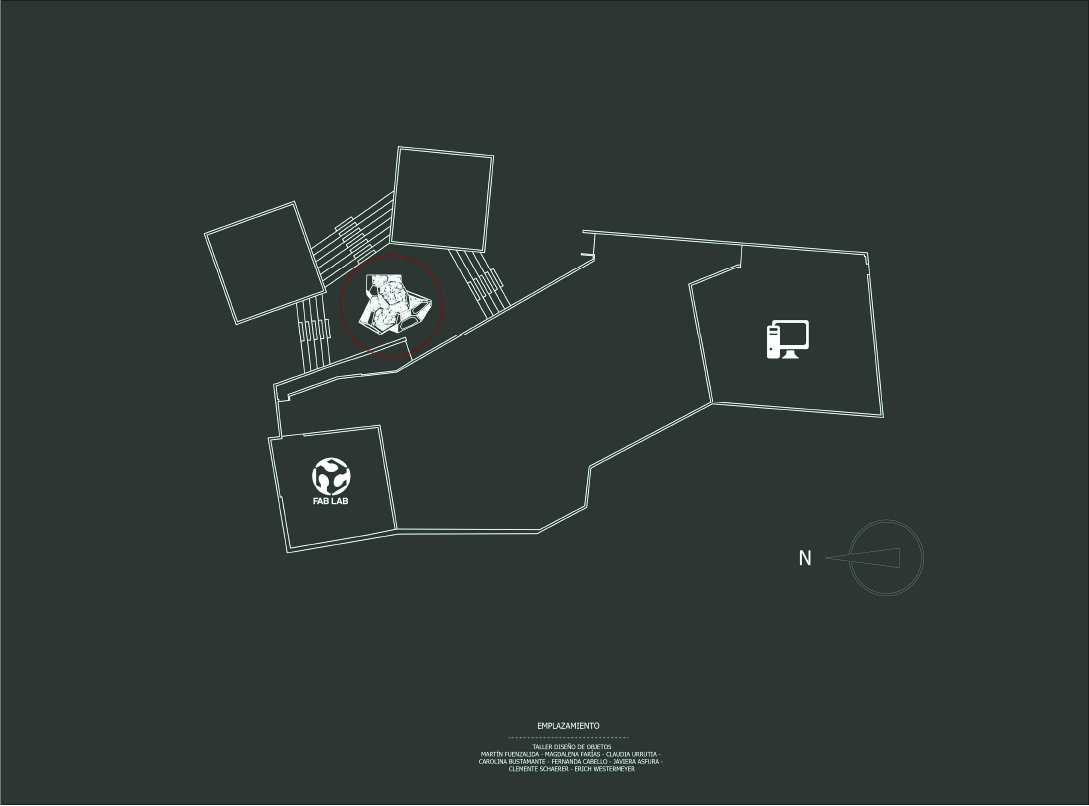 FAB LAB
N
EMPLAZAMIENTO
TALLER DISEÑO DE OBJETOS
MARTÍN FUENZALIDA - MAGDALENA FARÍAS - CLAUDIA URRUTIA -
CAROLINA BUSTAMANTE - FERNANDA CABELLO - JAVIERA ASFURA -
CLEMENTE SCHAERER - ERICH WESTERMEYER